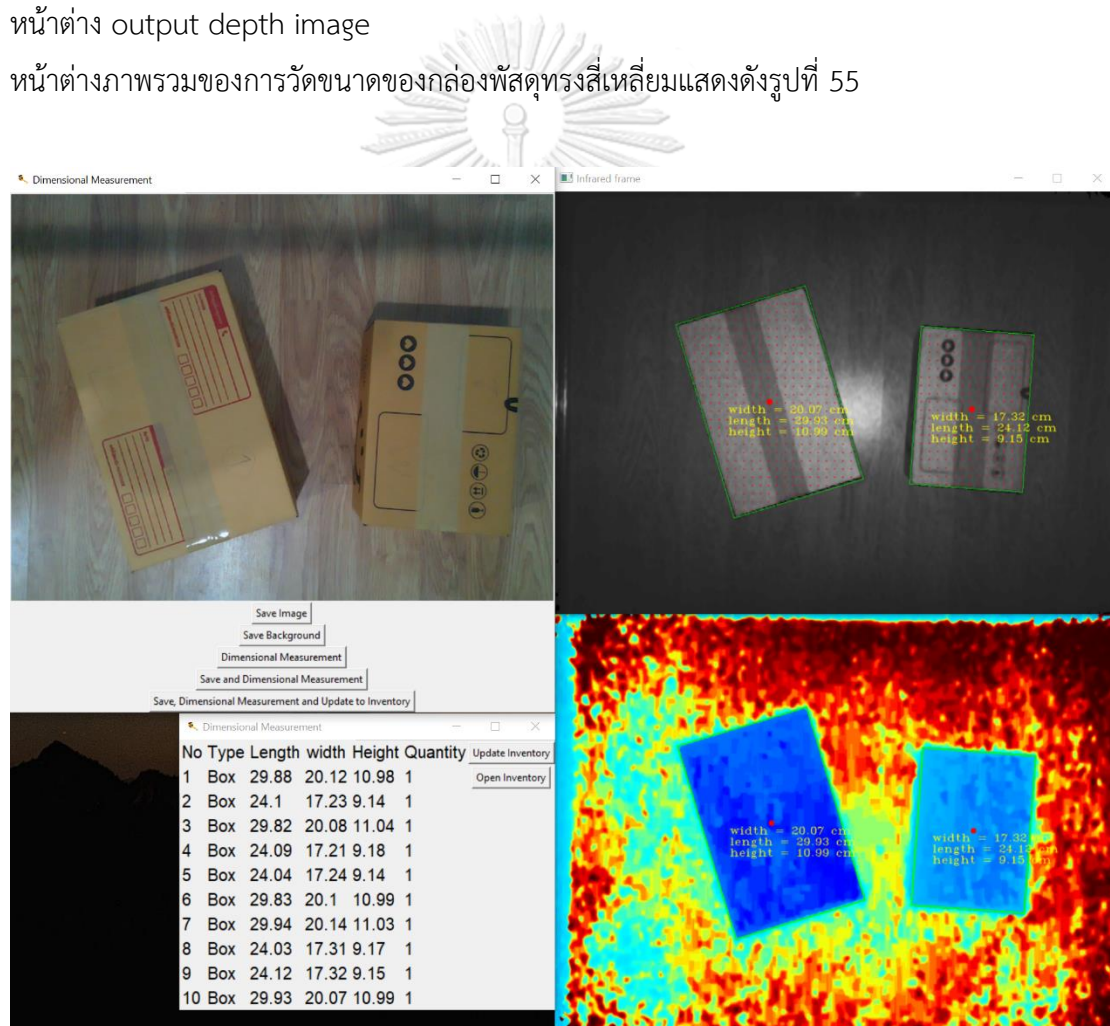 หน้าต่าง output depth image
หน้าต่างภาพรวมของการวัดขนาดของกล่องพัสดุทรงสี่เหลี่ยมแสดงดังรูปที่ 55
Dimensional Measurement
Save Image
Save Background
Dimensional Measurement
Save and Dimensional Measurement
Save, Dimensional Measurement and Update to Inventory
Infrared frame
width = 20.07 cm
length = 29.93 cm
height = 10.99 cm
width = 17.32 cm
length = 24.12 cm
height = 9.15 cm
Dimensional Measurement
No Type Length width Height Quantity Update Inventory
1 Box 29.88 20.12 10.98 1 Open Inventory
2 Box 24.1 17.23 9.14 1
3 Box 29.82 20.08 11.04 1
4 Box 24.09 17.21 9.18 1
5 Box 24.04 17.24 9.14 1
6 Box 29.83 20.1 10.99 1
7 Box 29.94 20.14 11.03 1
8 Box 24.03 17.31 9.17 1
9 Box 24.12 17.32 9.15 1
10 Box 29.93 20.07 10.99 1
width = 20.07 cm
length = 29.93 cm
height = 10.99 cm
width = 17.32 cm
length = 24.12 cm
height = 9.15 cm